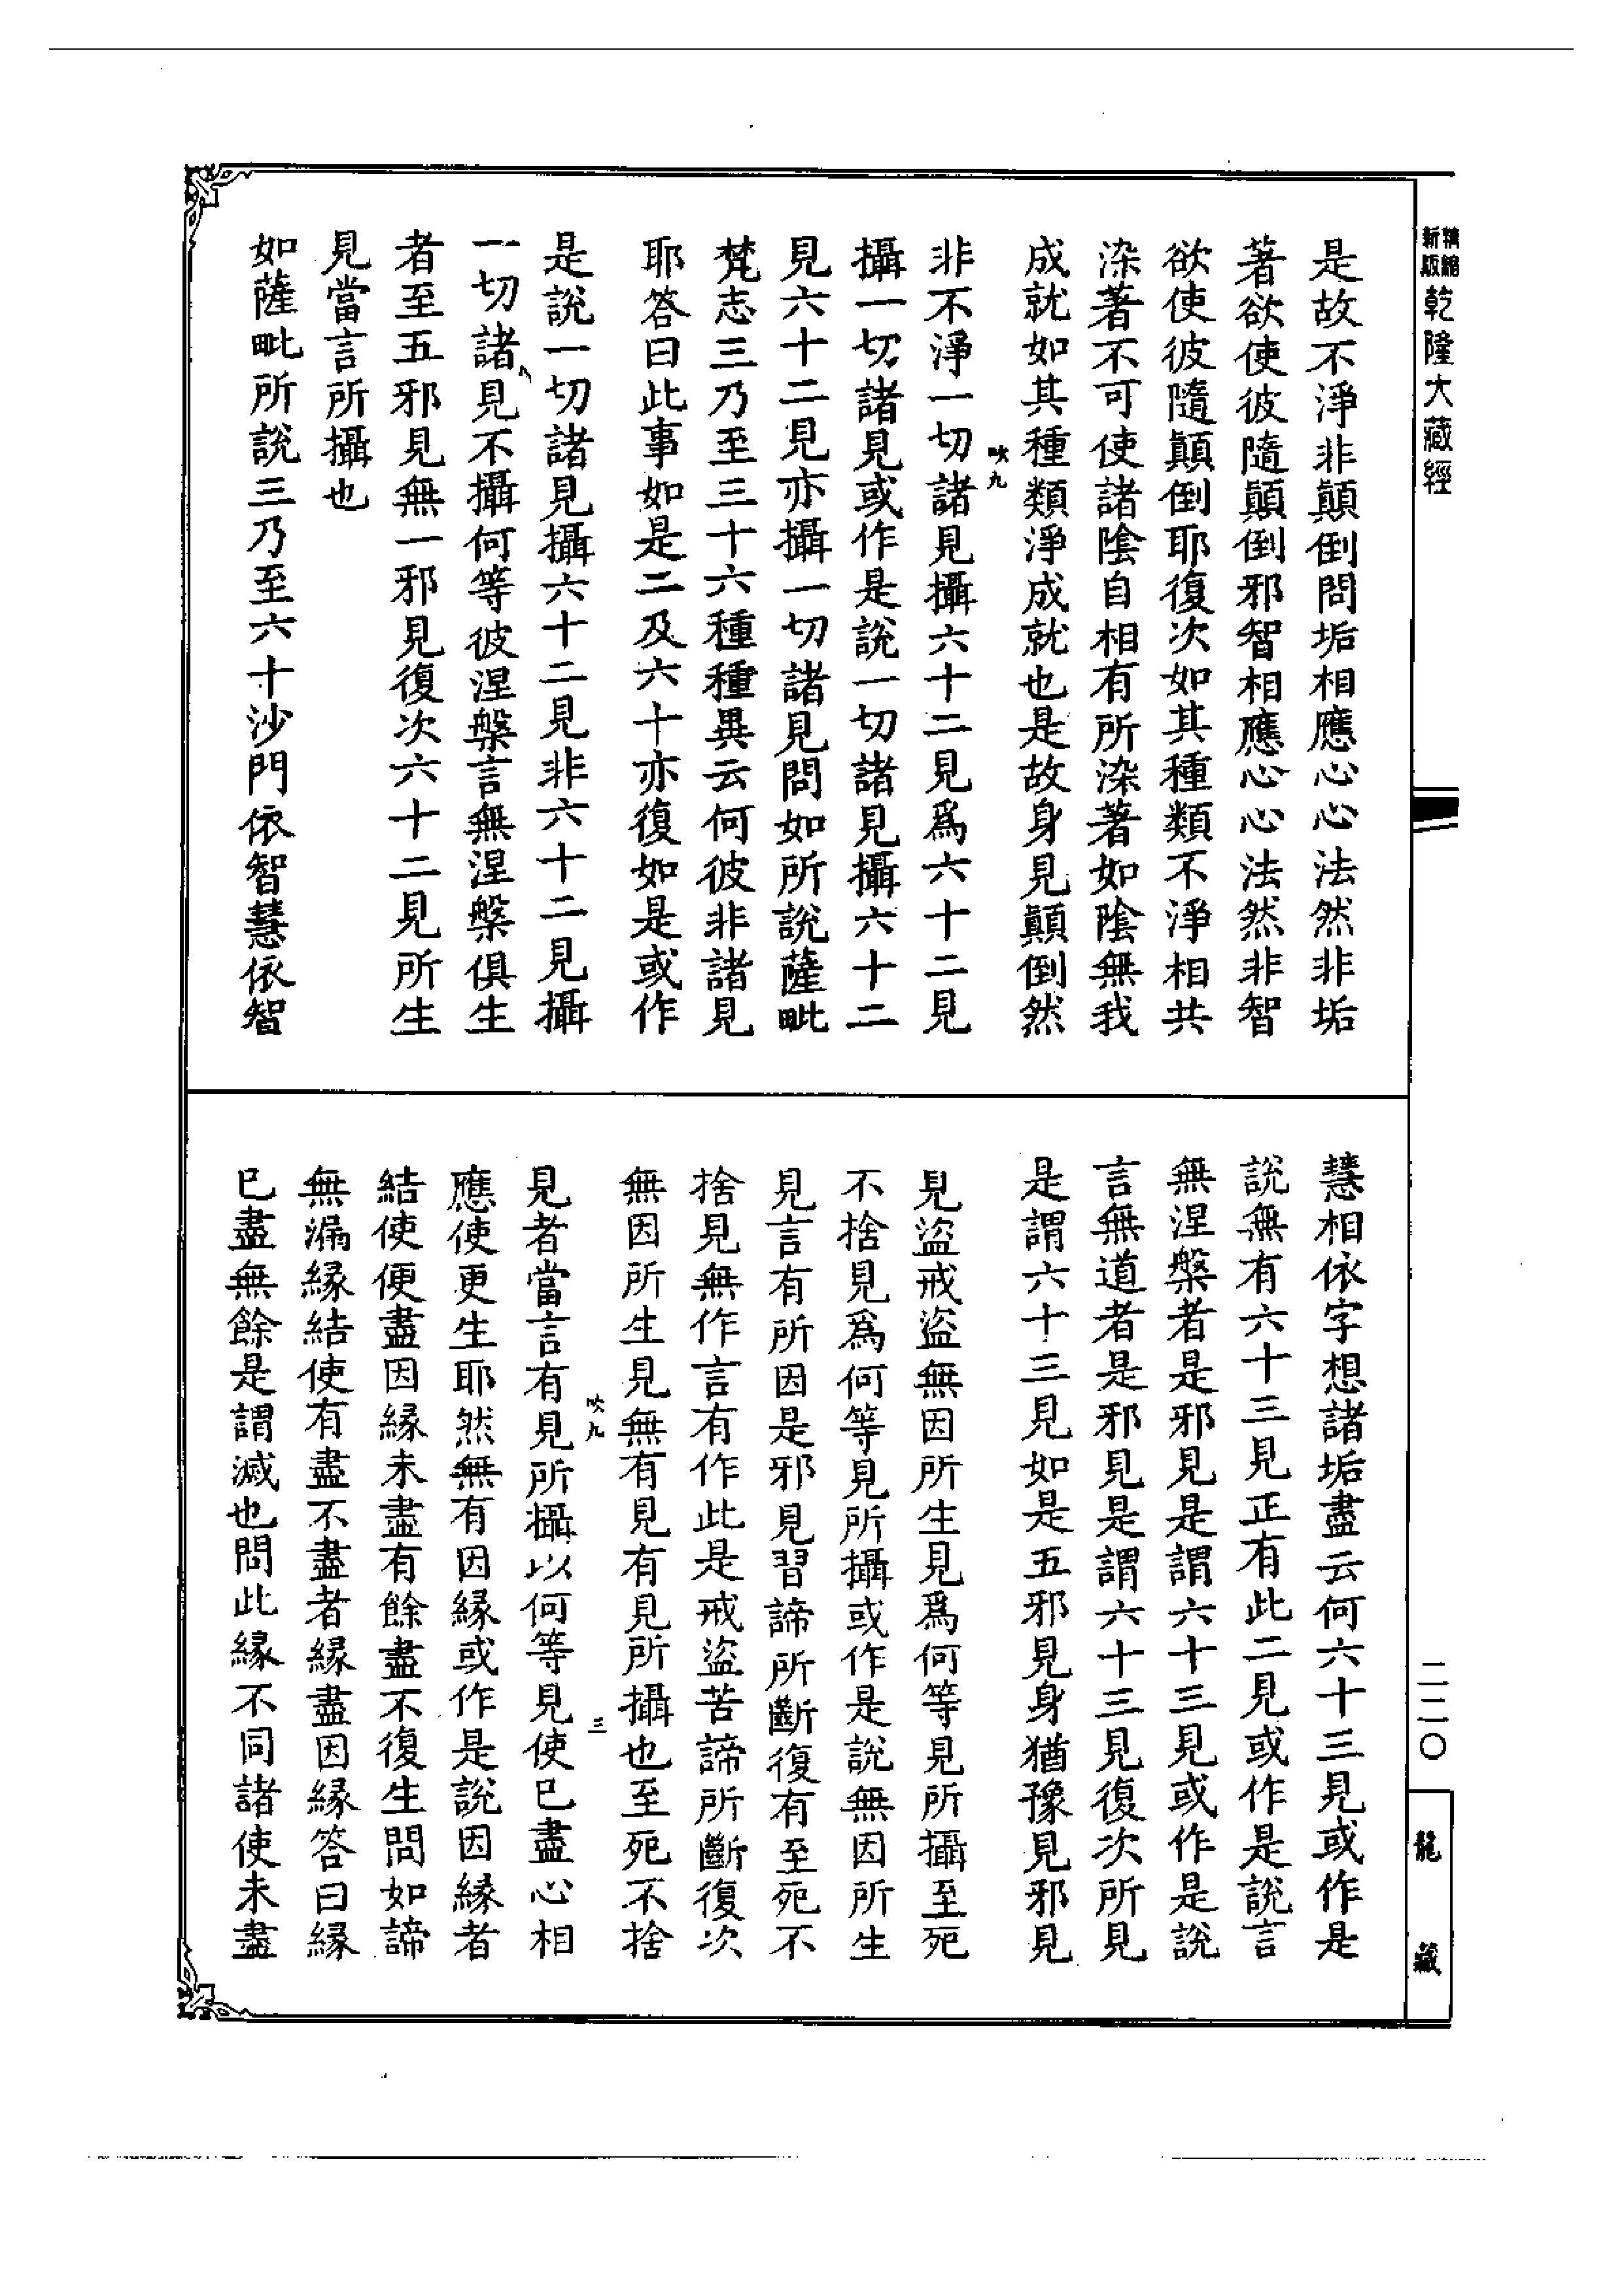 精縮新版乾隆大藏經
是故不淨非顛倒問垢相應心心法然非垢
著欲使彼隨顛倒邪智相應心心法然非智
欲使彼隨顛倒耶復次如其種類不淨相共
染著不可使諸陰自相有所染著如陰無我
成就如其種類淨成就也是故身見顛倒然
吹九
非不淨一切諸見攝六十二見爲六十二見
攝一切諸見或作是說一切諸見攝六十二
見六十二見亦攝一切諸見問如所說薩毗
梵志三乃至三十六種種異云何彼非諸見
耶答曰此事如是二及六十亦復如是或作
是說一切諸見攝六十二見非六十二見攝
一切諸見不攝何等彼涅槃言無涅槃俱生
者至五邪見無一邪見復次六十二見所生
見當言所攝也
如薩毗所說三乃至六十沙門依智慧依智
慧相依字想諸垢盡云何六十三見或作是
說無有六十三見正有此二見或作是說言
無涅槃者是邪見是謂六十三見或作是說
言無道者是邪見是謂六十三見復次所見
是謂六十三見如是五邪見身猶豫見邪見
見盜戒盜無因所生見爲何等見所攝至死
不捨見爲何等見所攝或作是說無因所生
見言有所因是邪見習諦所斷復有至死不
捨見無作言有作此是戒盜苦諦所斷復次
無因所生見無有見有見所攝也至死不捨
吹九
三
見者當言有見所攝以何等見使已盡心相
應使更生耶然無有因緣或作是說因緣者
結使便盡因緣未盡有餘盡不復生問如諦
無漏緣結使有盡不盡者緣盡因緣答曰緣
已盡無餘是謂滅也問此緣不同諸使未盡
二二〇
龍藏